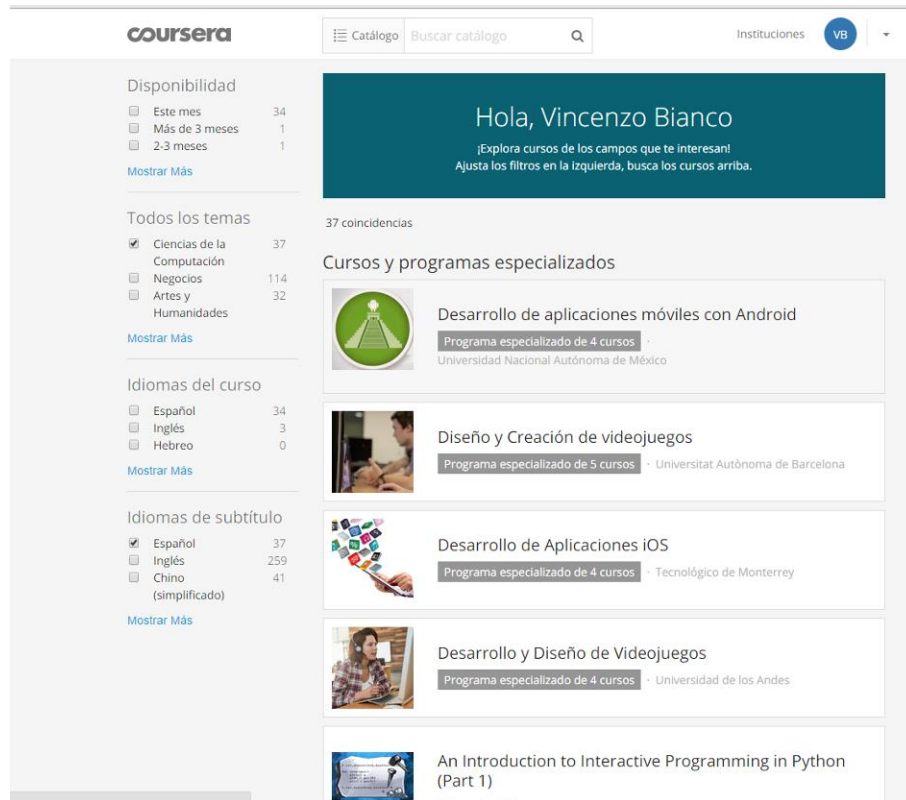 coursera
Catálogo
Buscar catálogo
Instituciones
VB
Disponibilidad
Este mes 34
Más de 3 meses 1
2-3 meses 1
Mostrar Más
Todos los temas
Ciencias de la 37
Computación
Negocios 114
Artes y 32
Humanidades
Mostrar Más
Idiomas del curso
Español 34
Inglés 3
Hebreo 0
Mostrar Más
Idiomas de subtítulo
Español 37
Inglés 259
Chino 41
(simplificado)
Mostrar Más
Hola, Vincenzo Bianco
¡Explora cursos de los campos que te interesan!
Ajusta los filtros en la izquierda, busca los cursos arriba.
37 coincidencias
Cursos y programas especializados
Desarrollo de aplicaciones móviles con Android
Programa especializado de 4 cursos ·
Universidad Nacional Autónoma de México
Diseño y Creación de videojuegos
Programa especializado de 5 cursos · Universitat Autònoma de Barcelona
Desarrollo de Aplicaciones iOS
Programa especializado de 4 cursos · Tecnológico de Monterrey
Desarrollo y Diseño de Videojuegos
Programa especializado de 4 cursos · Universidad de los Andes
An Introduction to Interactive Programming in Python
(Part 1)